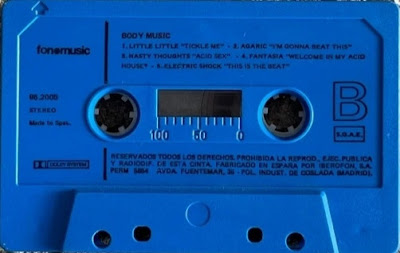 BODY MUSIC
fonomusic
1. LITTLE LITTLE "TICKLE ME" - 2. AGARIC "I'M GONNA BEAT THIS"
3. NASTY THOUGHTS "ACID SEX" - 4. FANTASIA "WELCOME IN MY ACID
HOUSE" - 5. ELECTRIC SHOCK "THIS IS THE BEAT"
98.2005
STEREO
Made in Spain
B
100 50 0
S.G.A.E.
DOLBY SYSTEM
RESERVADOS TODOS LOS DERECHOS. PROHIBIDA LA REPROD., EJEC. PUBLICA
Y RADIODIF. DE ESTA CINTA. FABRICADO EN ESPAÑA POR IBEROFON, S.A.
PERM 5464 AVDA. FUENTEMAR, 35 - POL. INDUST. DE COSLADA (MADRID).